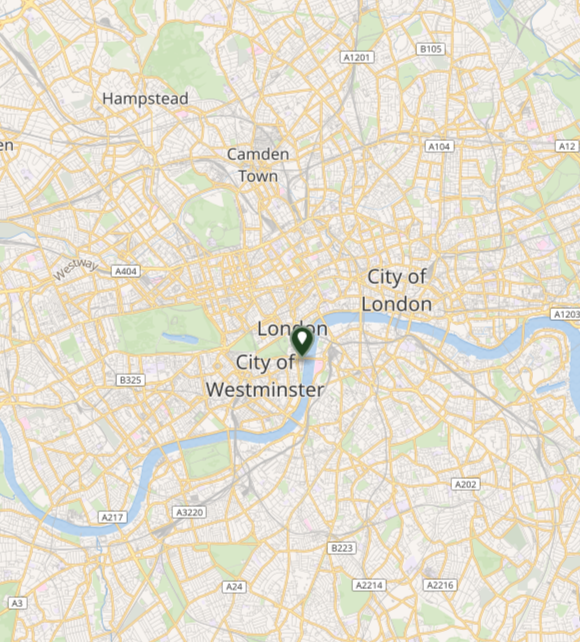 A1201
B105
Hampstead
en
A104
A12
Camden
Town
Westway
A404
City of
London
A1203
London
City of
Westminster
B325
A202
A217
A3220
B223
A24
A2214
A2216
A3